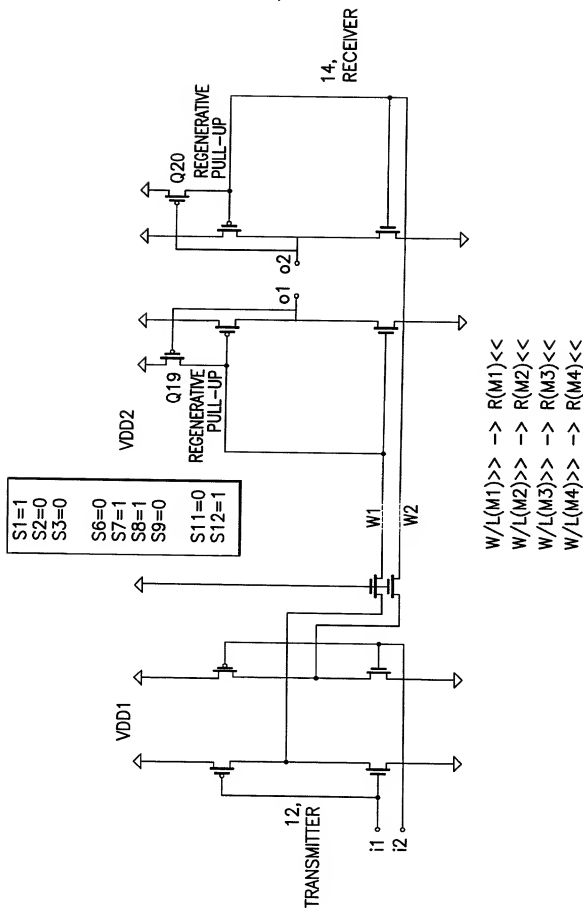 12,
TRANSMITTER
i1
i2
VDD1
S1=1
S2=0
S3=0
S6=0
S7=1
S8=1
S9=0
S11=0
S12=1
W1
W2
VDD2
Q19
REGENERATIVE
PULL-UP
o1
o2
Q20
REGENERATIVE
PULL-UP
14,
RECEIVER
W/L(M1)>> -> R(M1)<<
W/L(M2)>> -> R(M2)<<
W/L(M3)>> -> R(M3)<<
W/L(M4)>> -> R(M4)<<